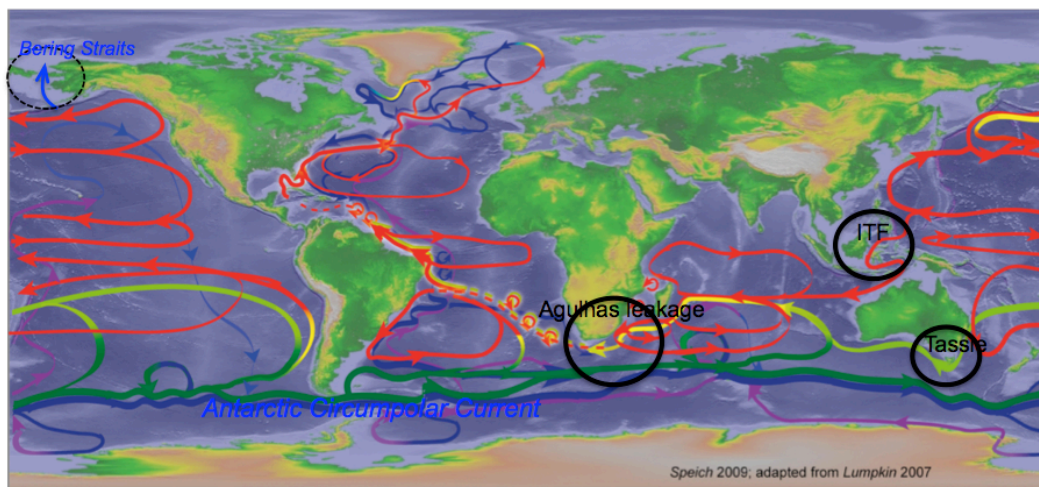 Bering Straits
ITF
Agulhas leakage
Tassie
Antarctic Circumpolar Current
Speich 2009; adapted from Lumpkin 2007